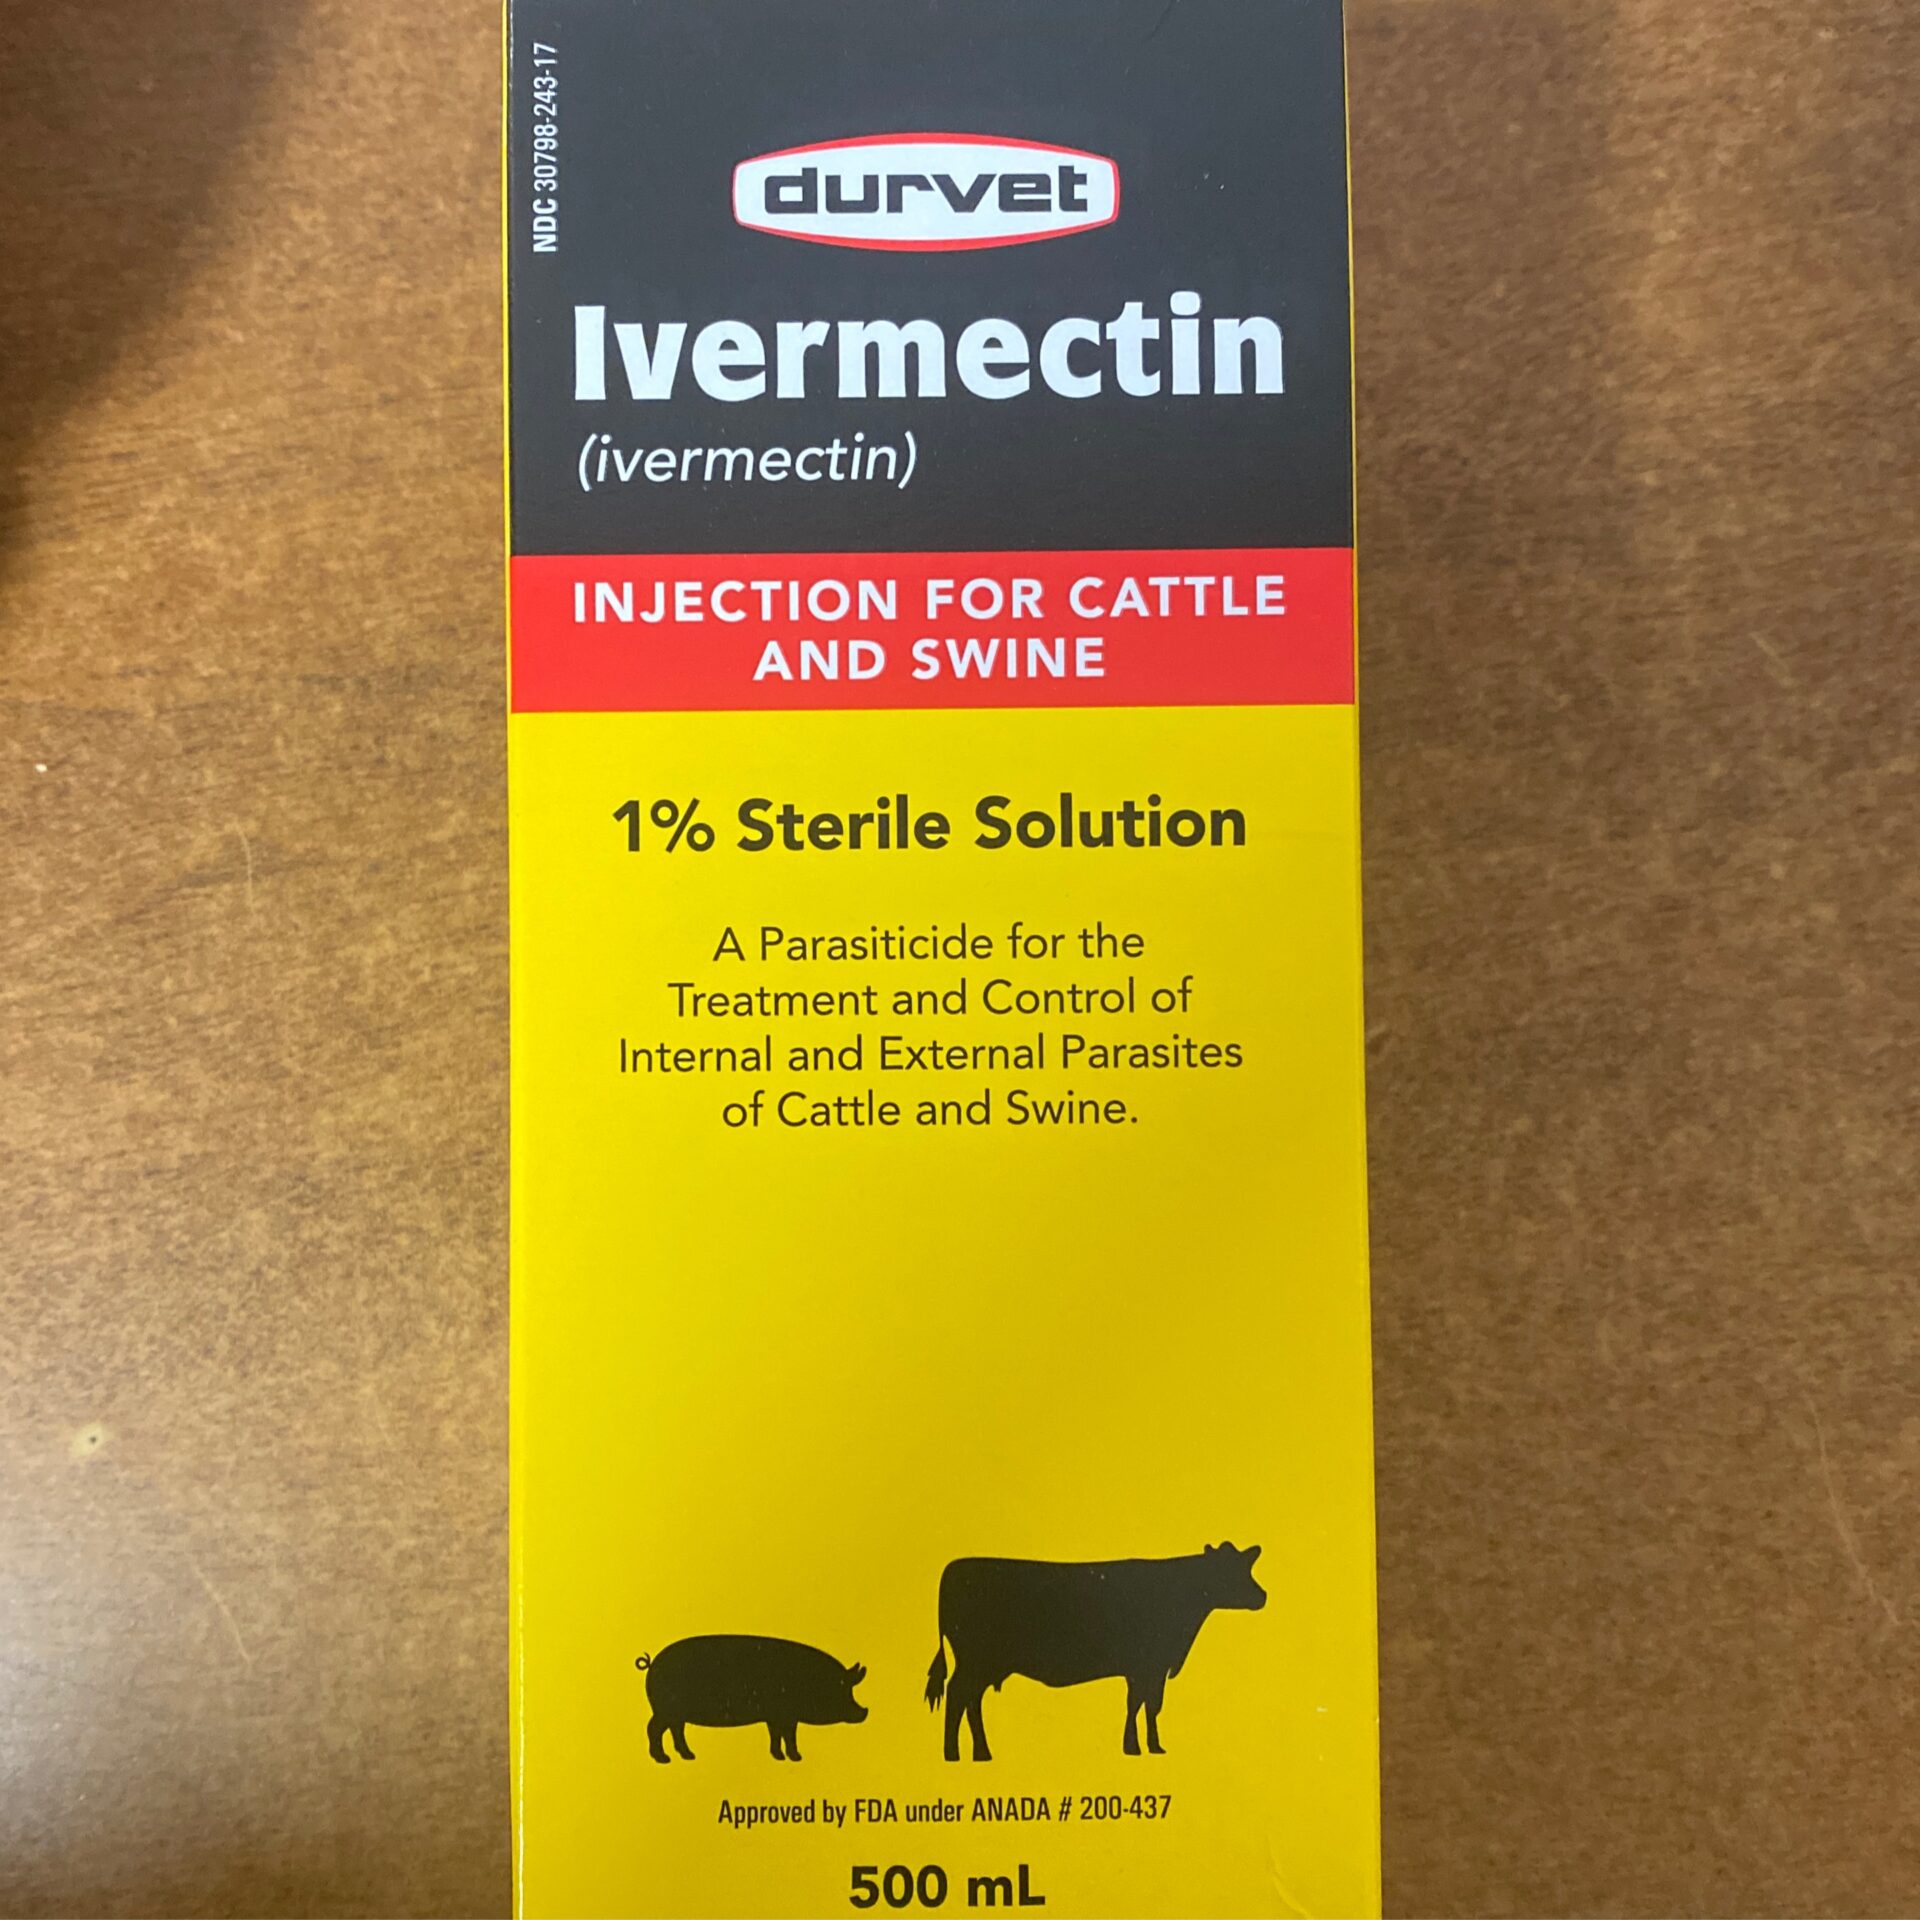 NDC 30798-243-17
durvet
Ivermectin
(ivermectin)
INJECTION FOR CATTLE
AND SWINE
1% Sterile Solution
A Parasiticide for the
Treatment and Control of
Internal and External Parasites
of Cattle and Swine.
Approved by FDA under ANADA # 200-437
500 mL